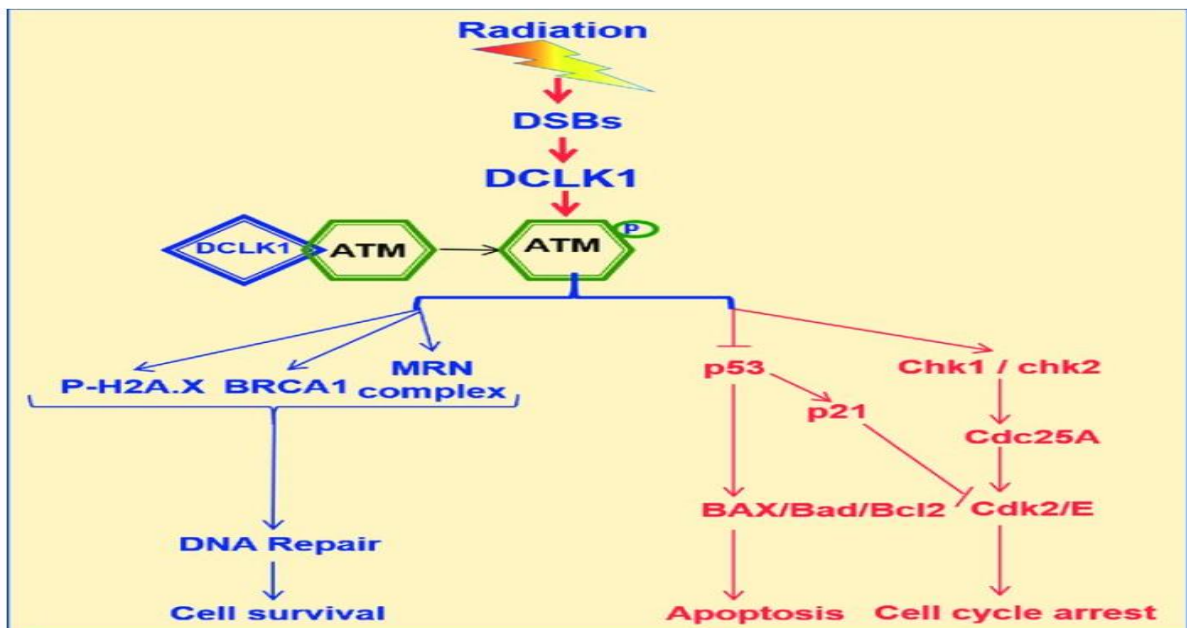 Radiation
DSBs
DCLK1
DCLK1 ATM ATM P
P-H2A.X BRCA1 MRN
complex
p53 Chk1 / chk2
p21
Cdc25A
BAX/Bad/Bcl2 Cdk2/E
DNA Repair
Cell survival Apoptosis Cell cycle arrest